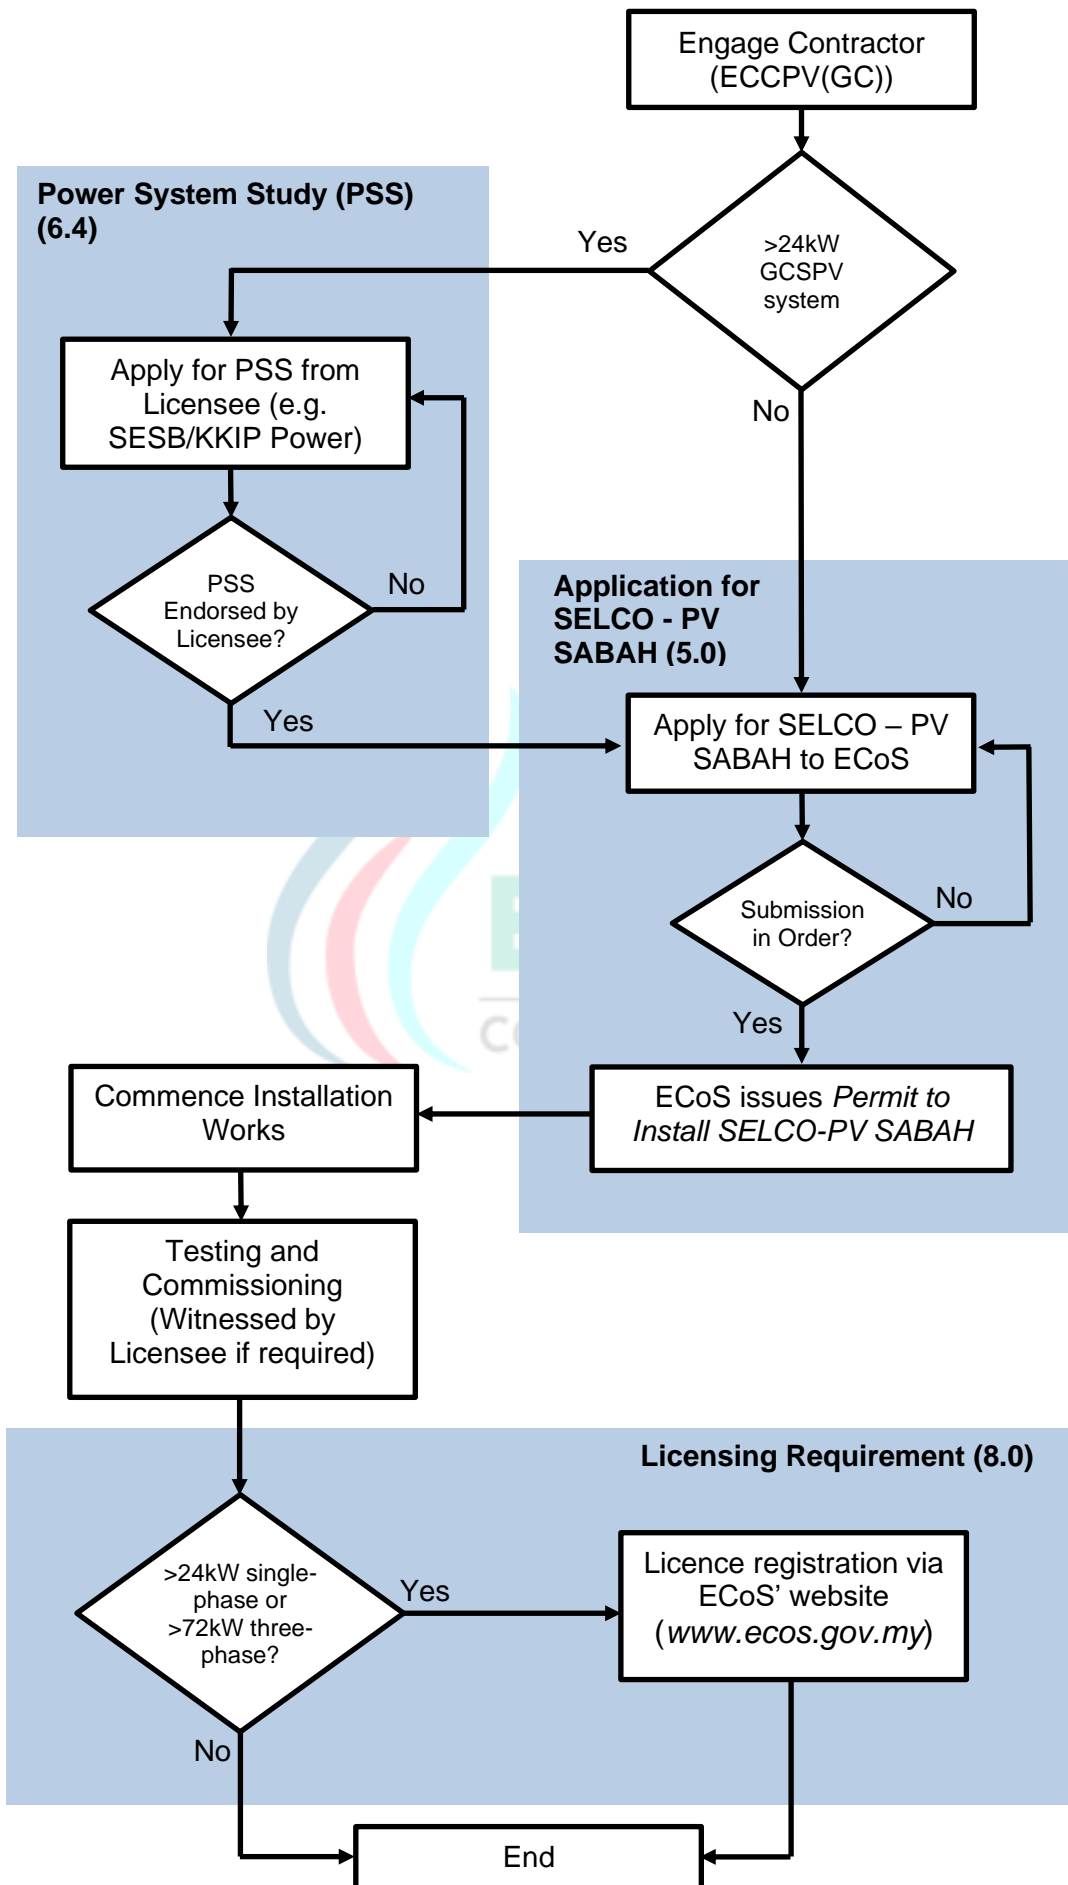 Engage Contractor
(ECCPV(GC))
Power System Study (PSS)
(6.4)
Yes
>24kW
GCSPV
system
No
Apply for PSS from
Licensee (e.g.
SESB/KKIP Power)
PSS
Endorsed by
Licensee?
No
Yes
Application for
SELCO - PV
SABAH (5.0)
Apply for SELCO – PV
SABAH to ECoS
Submission
in Order?
No
Yes
ECoS issues Permit to
Install SELCO-PV SABAH
Commence Installation
Works
Testing and
Commissioning
(Witnessed by
Licensee if required)
Licensing Requirement (8.0)
>24kW single-
phase or
>72kW three-
phase?
Yes
No
Licence registration via
ECoS’ website
(www.ecos.gov.my)
End